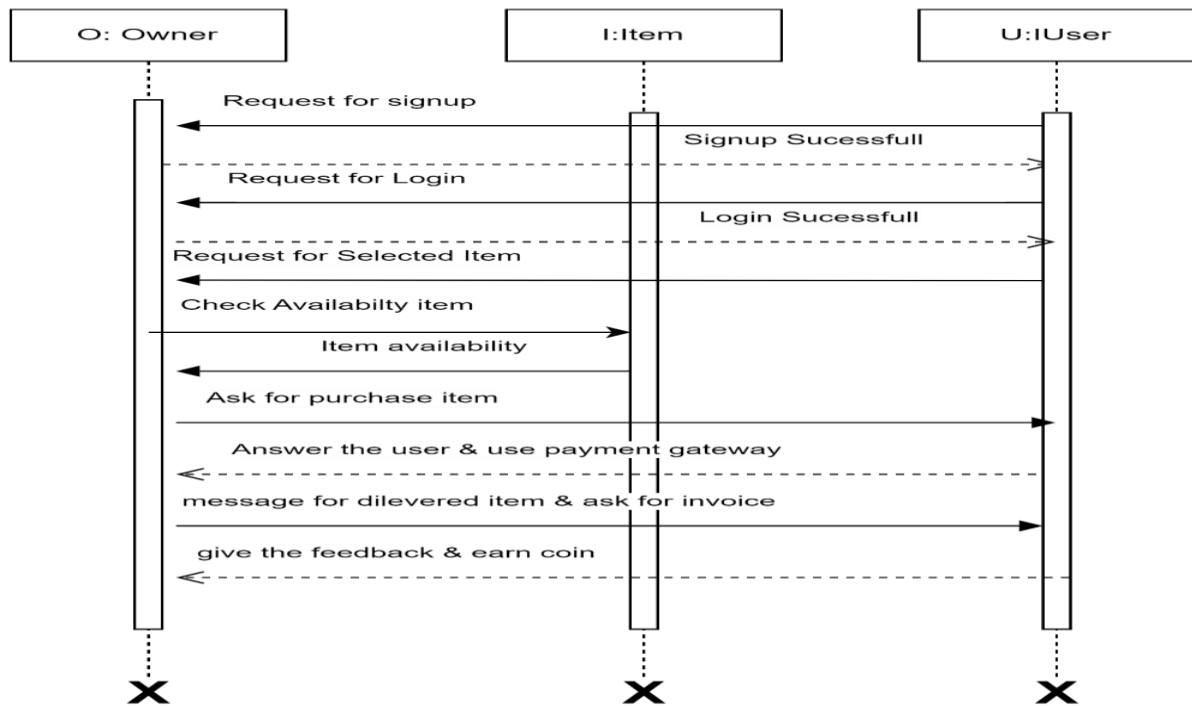 O: Owner
I:Item
U:IUser
Request for signup
Signup Sucessfull
Request for Login
Login Sucessfull
Request for Selected Item
Check Availabilty item
Item availability
Ask for purchase item
Answer the user & use payment gateway
message for dilevered item & ask for invoice
give the feedback & earn coin